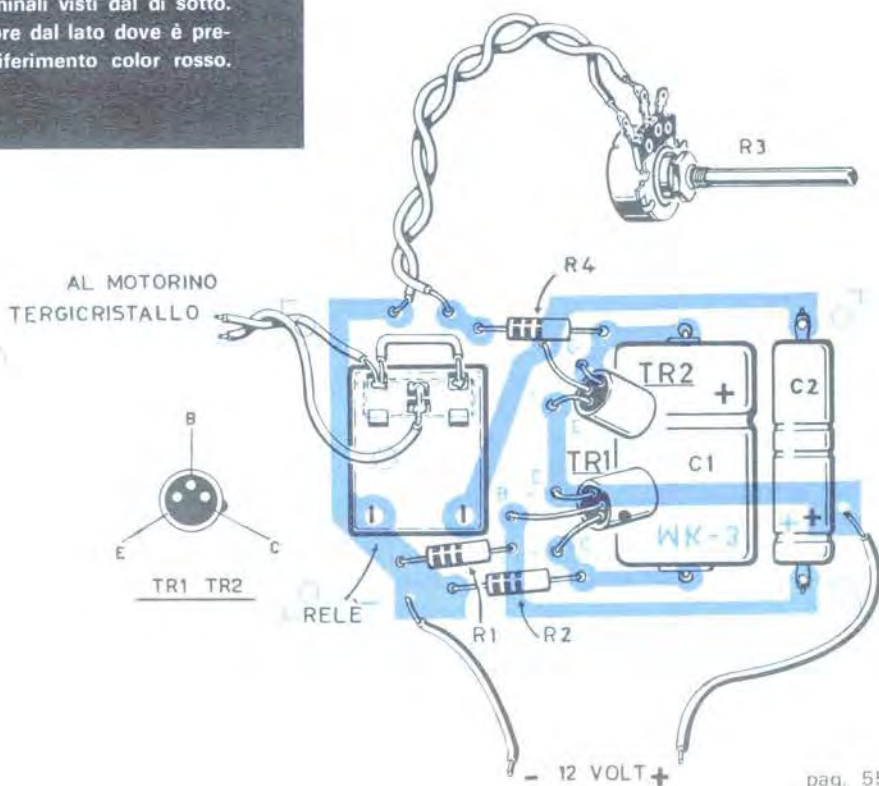 minali visti dal di sotto.
re dal lato dove è pre-
iferimento color rosso.
R3
AL MOTORINO
TERGICRISTALLO
R4
TR2
+
C2
TR1
C1
B
E
C
TR1 TR2
E
B
E
C
+
+
WK-3
RELÈ
R1
R2
- 12 VOLT +
pag. 55